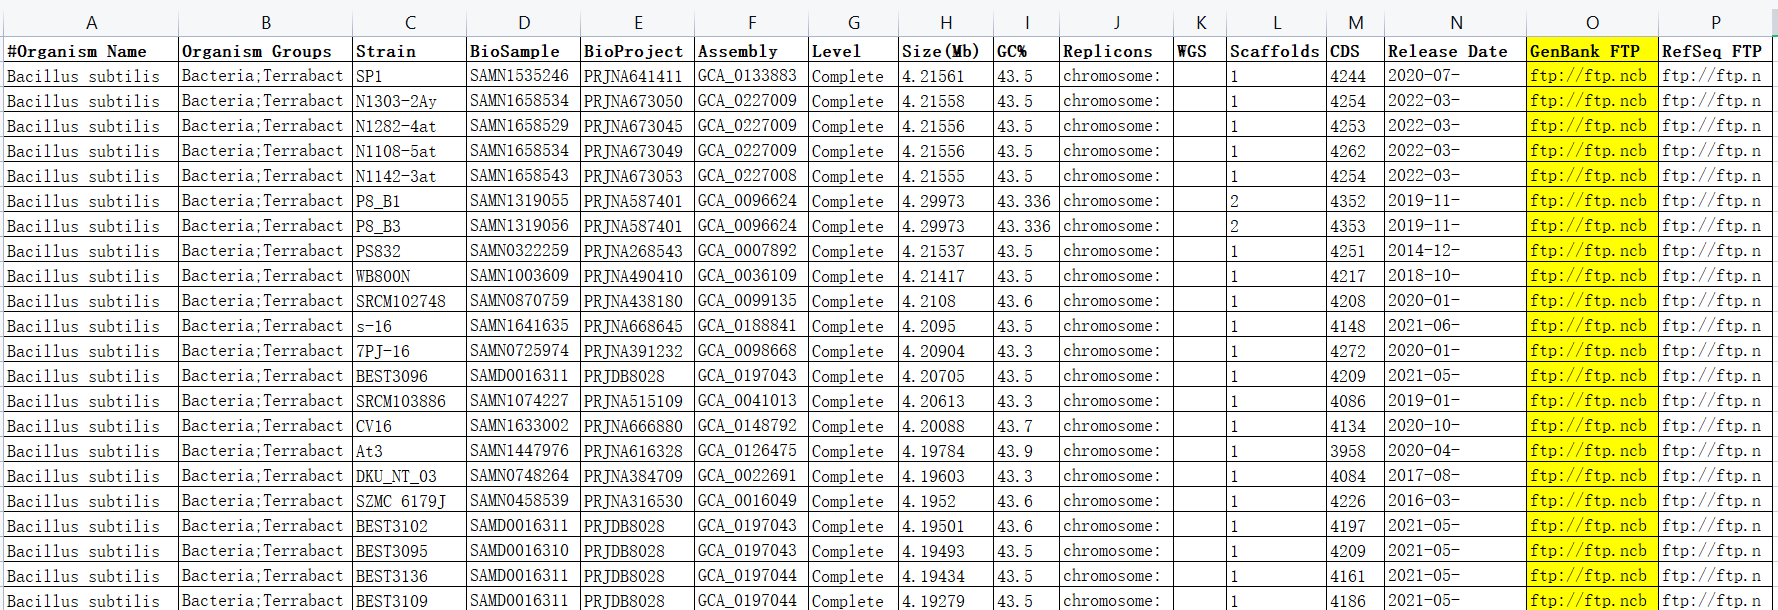 A B C D E F G H I J K L M N O P
#Organism Name Organism Groups Strain BioSample BioProject Assembly Level Size(Mb) GC% Replicons WGS Scaffolds CDS Release Date GenBank FTP RefSeq FTP
Bacillus subtilis Bacteria;Terrabact SP1 SAMN1535246 PRJNA641411 GCA_0133883 Complete 4.21561 43.5 chromosome: 1 4244 2020-07- ftp://ftp.ncb ftp://ftp.n
Bacillus subtilis Bacteria;Terrabact N1303-2Ay SAMN1658534 PRJNA673050 GCA_0227009 Complete 4.21558 43.5 chromosome: 1 4254 2022-03- ftp://ftp.ncb ftp://ftp.n
Bacillus subtilis Bacteria;Terrabact N1282-4at SAMN1658529 PRJNA673045 GCA_0227009 Complete 4.21556 43.5 chromosome: 1 4253 2022-03- ftp://ftp.ncb ftp://ftp.n
Bacillus subtilis Bacteria;Terrabact N1108-5at SAMN1658534 PRJNA673049 GCA_0227009 Complete 4.21556 43.5 chromosome: 1 4262 2022-03- ftp://ftp.ncb ftp://ftp.n
Bacillus subtilis Bacteria;Terrabact N1142-3at SAMN1658543 PRJNA673053 GCA_0227008 Complete 4.21555 43.5 chromosome: 1 4254 2022-03- ftp://ftp.ncb ftp://ftp.n
Bacillus subtilis Bacteria;Terrabact P8_B1 SAMN1319055 PRJNA587401 GCA_0096624 Complete 4.29973 43.336 chromosome: 2 4352 2019-11- ftp://ftp.ncb ftp://ftp.n
Bacillus subtilis Bacteria;Terrabact P8_B3 SAMN1319056 PRJNA587401 GCA_0096624 Complete 4.29973 43.336 chromosome: 2 4353 2019-11- ftp://ftp.ncb ftp://ftp.n
Bacillus subtilis Bacteria;Terrabact PS832 SAMN0322259 PRJNA268543 GCA_0007892 Complete 4.21537 43.5 chromosome: 1 4251 2014-12- ftp://ftp.ncb ftp://ftp.n
Bacillus subtilis Bacteria;Terrabact WB800N SAMN1003609 PRJNA490410 GCA_0036109 Complete 4.21417 43.5 chromosome: 1 4217 2018-10- ftp://ftp.ncb ftp://ftp.n
Bacillus subtilis Bacteria;Terrabact SRCM102748 SAMN0870759 PRJNA438180 GCA_0099135 Complete 4.2108 43.6 chromosome: 1 4208 2020-01- ftp://ftp.ncb ftp://ftp.n
Bacillus subtilis Bacteria;Terrabact s-16 SAMN1641635 PRJNA668645 GCA_0188841 Complete 4.2095 43.5 chromosome: 1 4148 2021-06- ftp://ftp.ncb ftp://ftp.n
Bacillus subtilis Bacteria;Terrabact 7PJ-16 SAMN0725974 PRJNA391232 GCA_0098668 Complete 4.20904 43.3 chromosome: 1 4272 2020-01- ftp://ftp.ncb ftp://ftp.n
Bacillus subtilis Bacteria;Terrabact BEST3096 SAMD0016311 PRJDB8028 GCA_0197043 Complete 4.20705 43.5 chromosome: 1 4209 2021-05- ftp://ftp.ncb ftp://ftp.n
Bacillus subtilis Bacteria;Terrabact SRCM103886 SAMN1074227 PRJNA515109 GCA_0041013 Complete 4.20613 43.3 chromosome: 1 4086 2019-01- ftp://ftp.ncb ftp://ftp.n
Bacillus subtilis Bacteria;Terrabact CV16 SAMN1633002 PRJNA666880 GCA_0148792 Complete 4.20088 43.7 chromosome: 1 4134 2020-10- ftp://ftp.ncb ftp://ftp.n
Bacillus subtilis Bacteria;Terrabact At3 SAMN1447976 PRJNA616328 GCA_0126475 Complete 4.19784 43.9 chromosome: 1 3958 2020-04- ftp://ftp.ncb ftp://ftp.n
Bacillus subtilis Bacteria;Terrabact DKU_NT_03 SAMN0748264 PRJNA384709 GCA_0022691 Complete 4.19603 43.3 chromosome: 1 4084 2017-08- ftp://ftp.ncb ftp://ftp.n
Bacillus subtilis Bacteria;Terrabact SZMC 6179J SAMN0458539 PRJNA316530 GCA_0016049 Complete 4.1952 43.6 chromosome: 1 4226 2016-03- ftp://ftp.ncb ftp://ftp.n
Bacillus subtilis Bacteria;Terrabact BEST3102 SAMD0016311 PRJDB8028 GCA_0197043 Complete 4.19501 43.6 chromosome: 1 4197 2021-05- ftp://ftp.ncb ftp://ftp.n
Bacillus subtilis Bacteria;Terrabact BEST3095 SAMD0016310 PRJDB8028 GCA_0197043 Complete 4.19493 43.5 chromosome: 1 4209 2021-05- ftp://ftp.ncb ftp://ftp.n
Bacillus subtilis Bacteria;Terrabact BEST3136 SAMD0016311 PRJDB8028 GCA_0197044 Complete 4.19434 43.5 chromosome: 1 4161 2021-05- ftp://ftp.ncb ftp://ftp.n
Bacillus subtilis Bacteria;Terrabact BEST3109 SAMD0016311 PRJDB8028 GCA_0197044 Complete 4.19279 43.5 chromosome: 1 4186 2021-05- ftp://ftp.ncb ftp://ftp.n